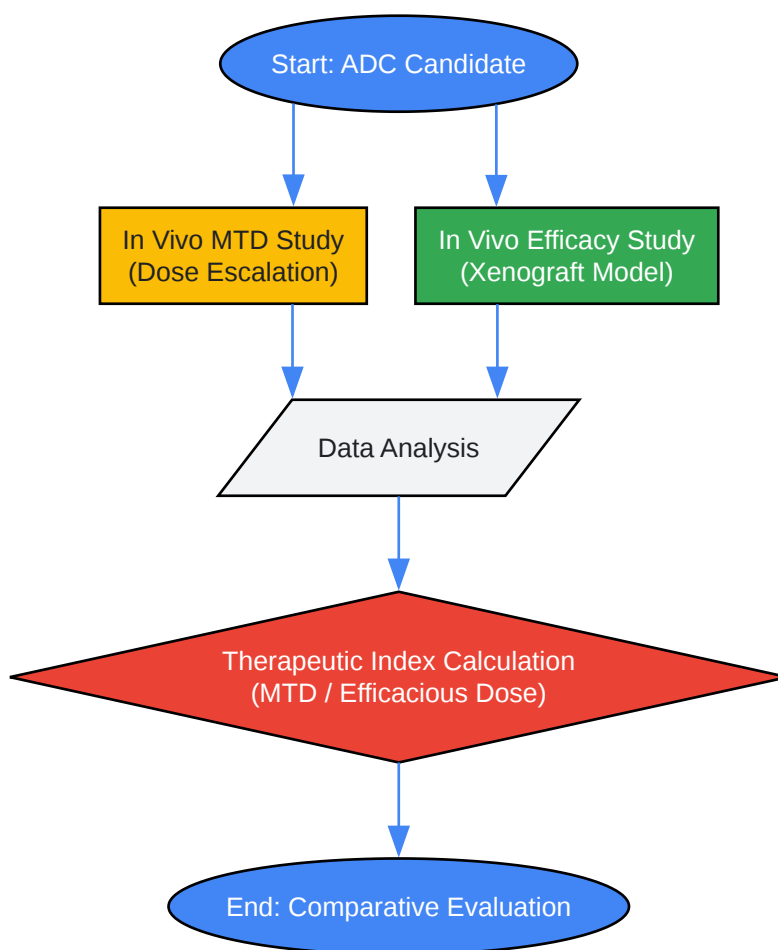 Start: ADC Candidate
In Vivo MTD Study
(Dose Escalation)
In Vivo Efficacy Study
(Xenograft Model)
Data Analysis
Therapeutic Index Calculation
(MTD / Efficacious Dose)
End: Comparative Evaluation